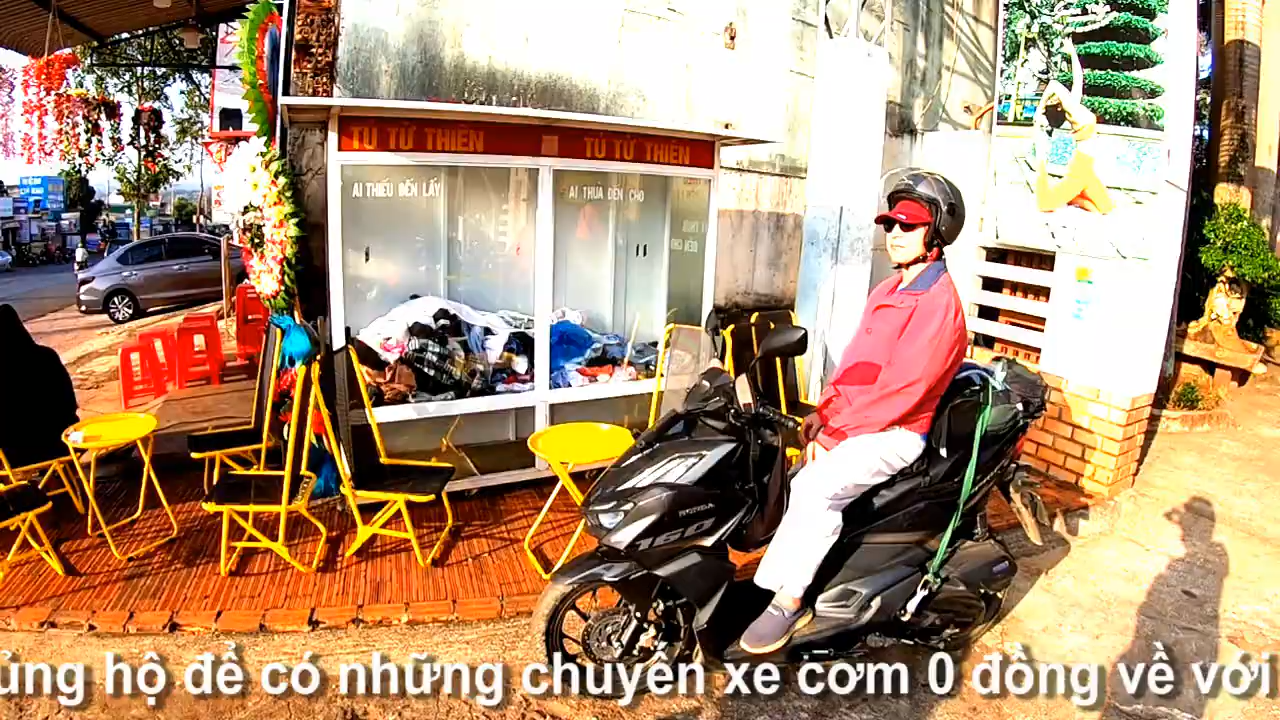 TỦ TỪ THIỆN
TỦ TỪ THIỆN
AI THIẾU ĐẾN LẤY
AI THỪA ĐẾN CHO
HONDA
160
ủng hộ để có những chuyến xe cơm 0 đồng về với